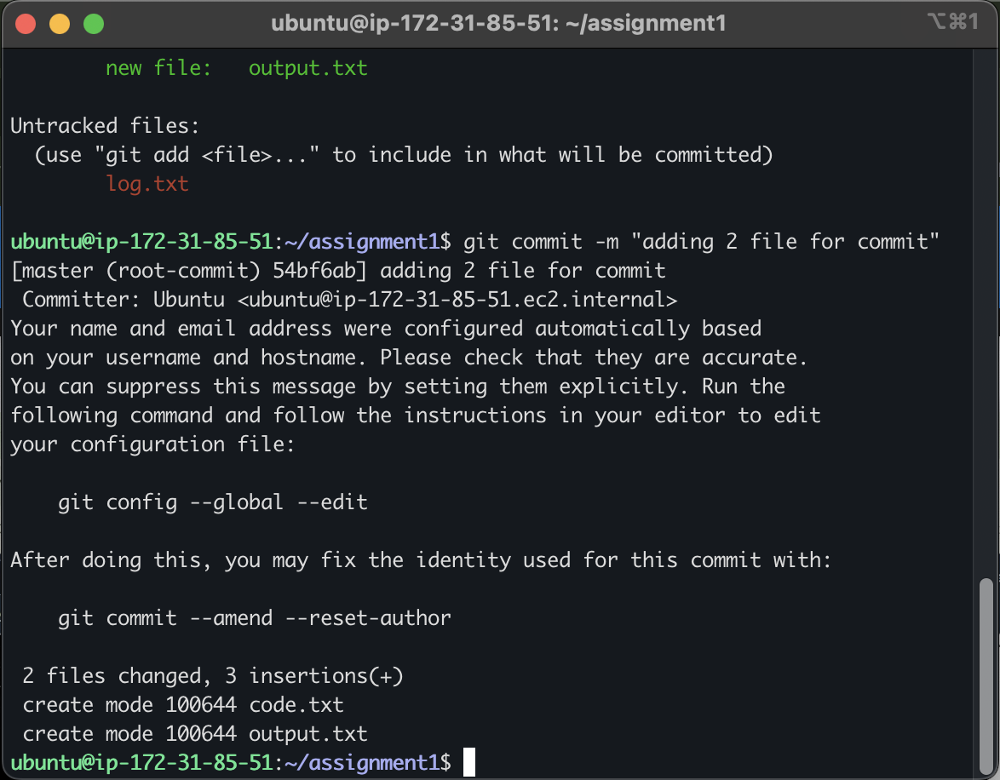 ubuntu@ip-172-31-85-51: ~/assignment1 ⌥⌘1
new file:   output.txt
Untracked files:
  (use "git add <file>..." to include in what will be committed)
        log.txt
ubuntu@ip-172-31-85-51:~/assignment1$ git commit -m "adding 2 file for commit"
[master (root-commit) 54bf6ab] adding 2 file for commit
 Committer: Ubuntu <ubuntu@ip-172-31-85-51.ec2.internal>
Your name and email address were configured automatically based
on your username and hostname. Please check that they are accurate.
You can suppress this message by setting them explicitly. Run the
following command and follow the instructions in your editor to edit
your configuration file:
    git config --global --edit
After doing this, you may fix the identity used for this commit with:
    git commit --amend --reset-author
 2 files changed, 3 insertions(+)
 create mode 100644 code.txt
 create mode 100644 output.txt
ubuntu@ip-172-31-85-51:~/assignment1$